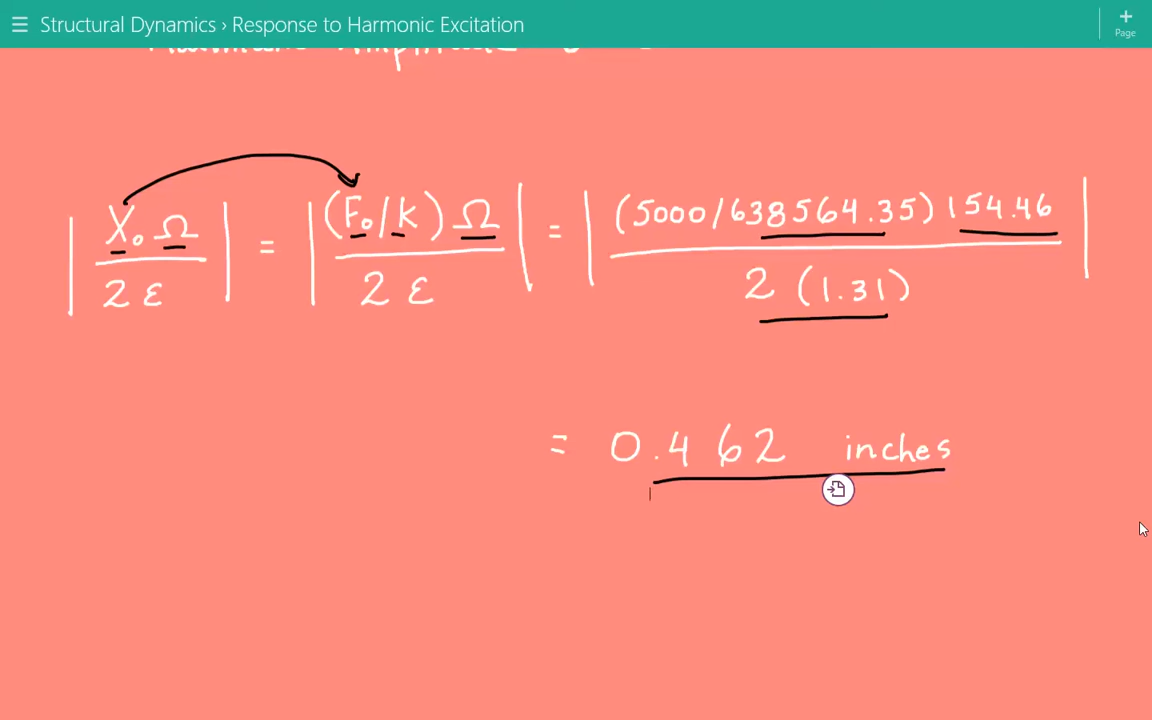 Structural Dynamics › Response to Harmonic Excitation
Page
| X₀ Ω / 2 ε | = | (F₀/k) Ω / 2 ε | = | (5000/638564.35) 154.46 / 2 (1.31) |
= 0.462 inches